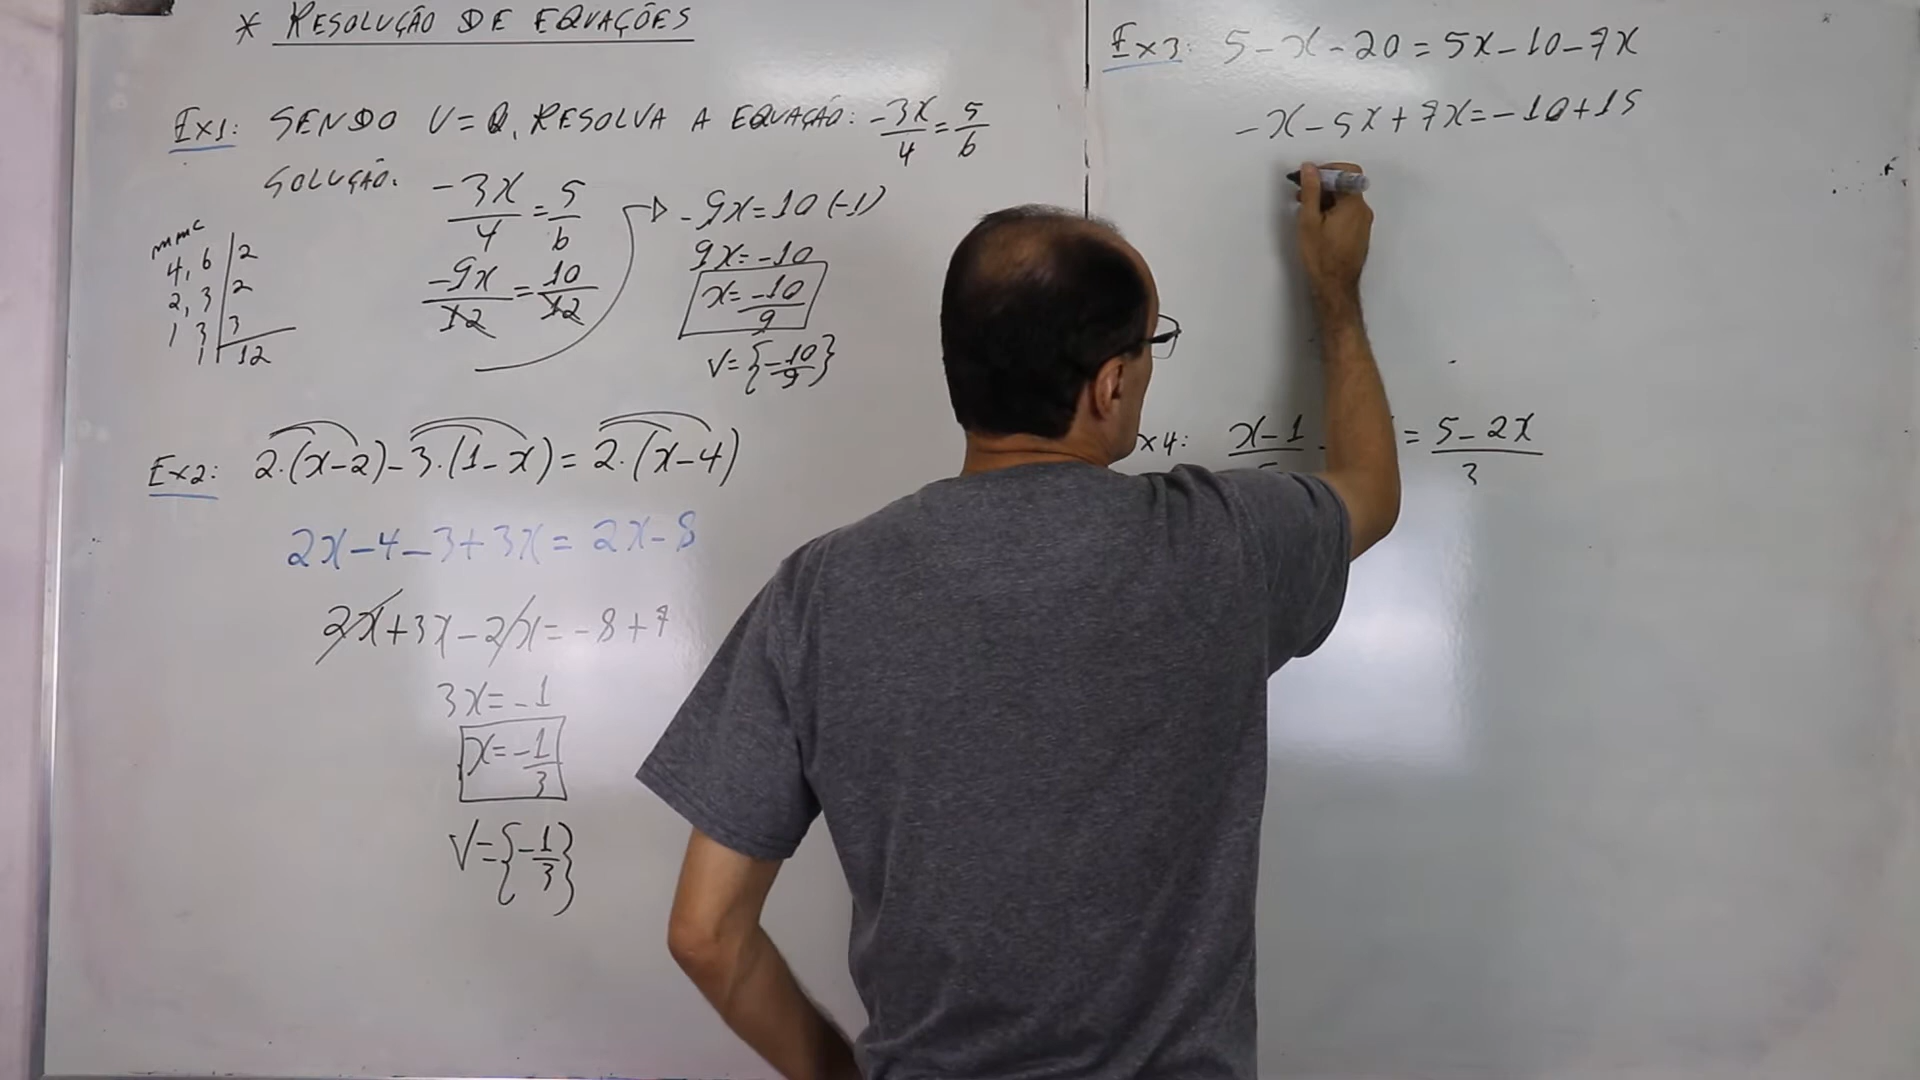 * RESOLUÇÃO DE EQUAÇÕES
Ex1: SENDO V=Q, RESOLVA A EQUAÇÃO: -3x/4 = 5/6
SOLUÇÃO.
-3x/4 = 5/6
-9x/12 = 10/12
mmc
4, 6 | 2
2, 3 | 2
1 3 | 3
1 | 12
-9x=10 (-1)
9x=-10
x=-10/9
V={-10/9}
Ex2: 2.(x-2)-3.(1-x)=2.(x-4)
2x-4-3+3x=2x-8
2x+3x-2x=-8+7
3x=-1
x=-1/3
V={-1/3}
Ex3: 5-x-20=5x-10-7x
-x-5x+7x=-10+15
x4: x-1 = 5-2x/3